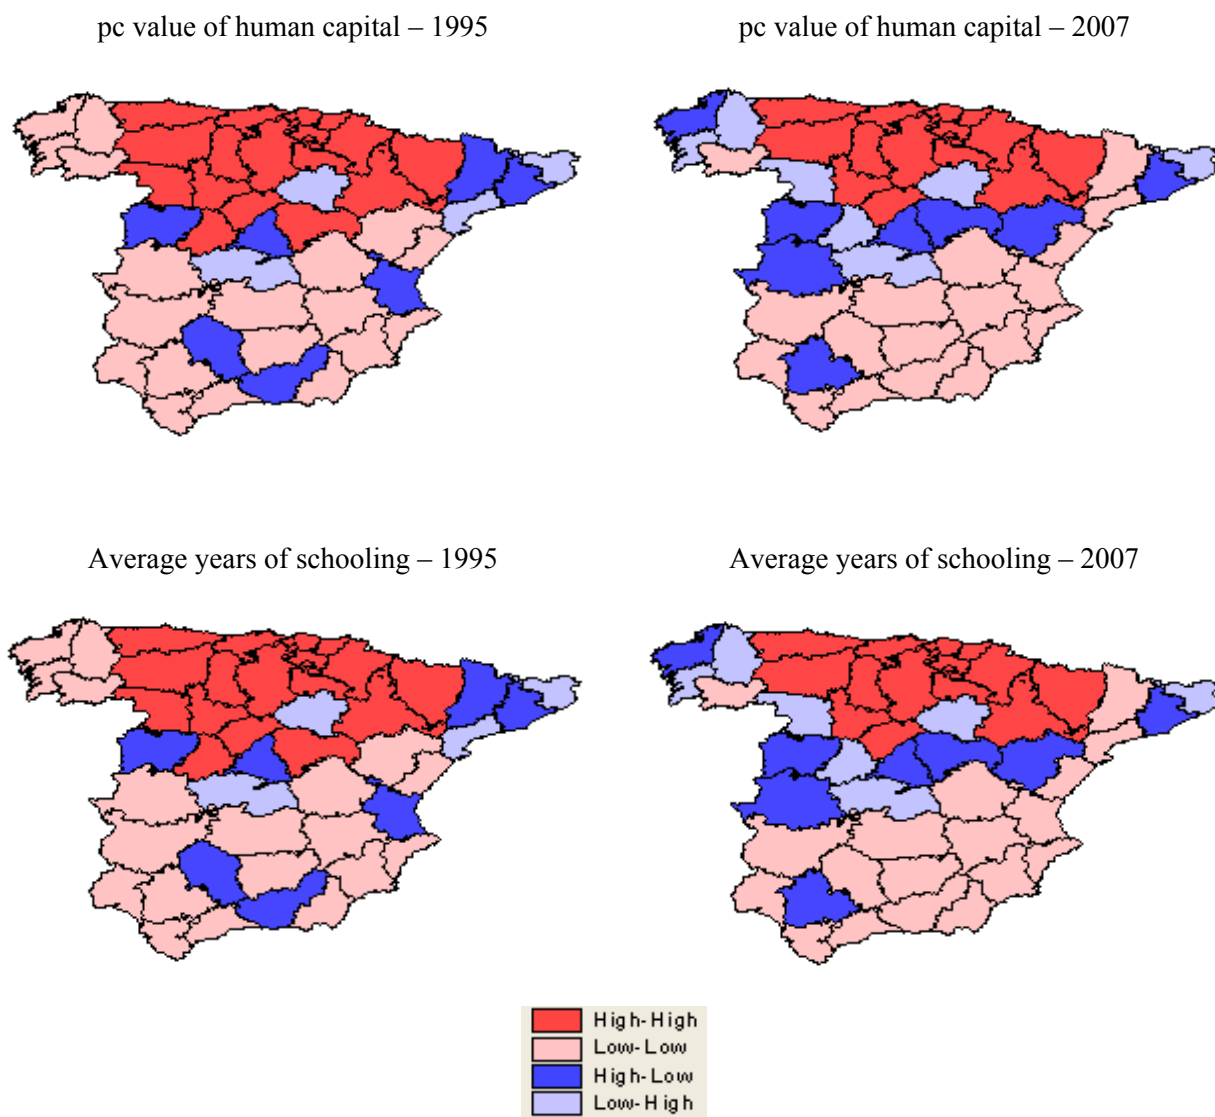 pc value of human capital – 1995
pc value of human capital – 2007
Average years of schooling – 1995
Average years of schooling – 2007
High-High
Low-Low
High-Low
Low-High